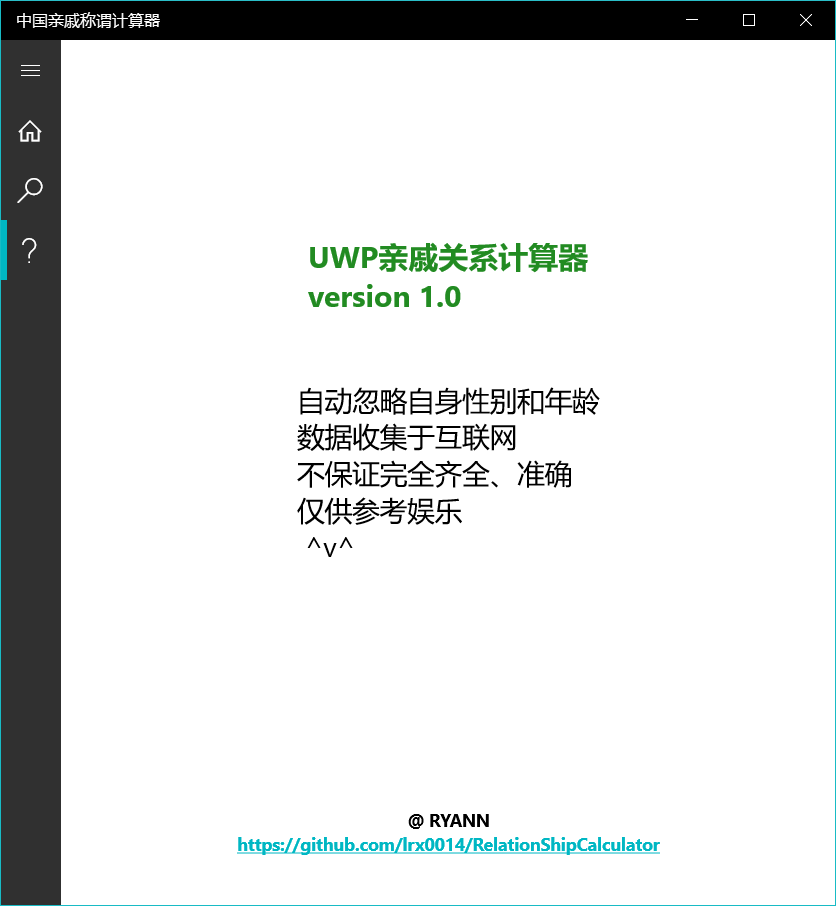 中国亲戚称谓计算器
UWP亲戚关系计算器
version 1.0
自动忽略自身性别和年龄
数据收集于互联网
不保证完全齐全、准确
仅供参考娱乐
^v^
@ RYANN
https://github.com/lrx0014/RelationShipCalculator